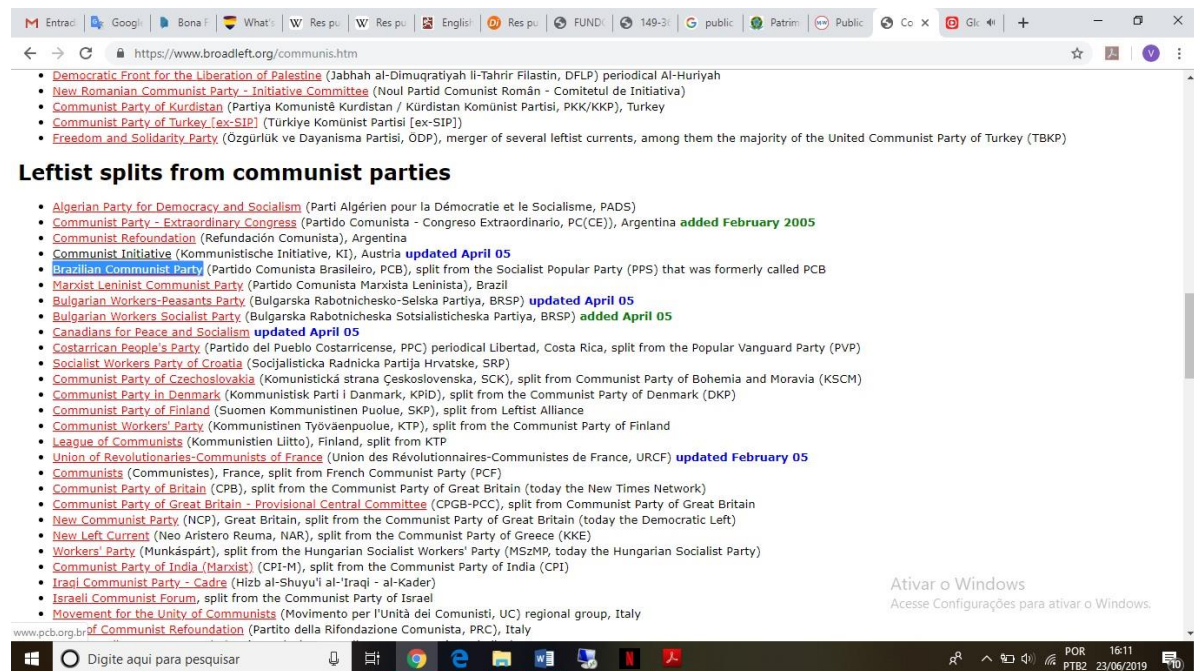 Entrad
Googl
Bona F
What's
Res pu
Res pu
English
Res pu
FUND
149-3
public
Patrim
Public
Co
Glc
https://www.broadleft.org/communis.htm
V
Democratic Front for the Liberation of Palestine (Jabhah al-Dimuqratiyah li-Tahrir Filastin, DFLP) periodical Al-Huriyah
New Romanian Communist Party - Initiative Committee (Noul Partid Comunist Român - Comitetul de Initiativa)
Communist Party of Kurdistan (Partiya Komunistê Kurdistan / Kürdistan Komünist Partisi, PKK/KKP), Turkey
Communist Party of Turkey [ex-SIP] (Türkiye Komünist Partisi [ex-SIP])
Freedom and Solidarity Party (Özgürlük ve Dayanisma Partisi, ÖDP), merger of several leftist currents, among them the majority of the United Communist Party of Turkey (TBKP)
Leftist splits from communist parties
Algerian Party for Democracy and Socialism (Parti Algérien pour la Démocratie et le Socialisme, PADS)
Communist Party - Extraordinary Congress (Partido Comunista - Congreso Extraordinario, PC(CE)), Argentina added February 2005
Communist Refoundation (Refundación Comunista), Argentina
Communist Initiative (Kommunistische Initiative, KI), Austria updated April 05
Brazilian Communist Party (Partido Comunista Brasileiro, PCB), split from the Socialist Popular Party (PPS) that was formerly called PCB
Marxist Leninist Communist Party (Partido Comunista Marxista Leninista), Brazil
Bulgarian Workers-Peasants Party (Bulgarska Rabotnichesko-Selska Partiya, BRSP) updated April 05
Bulgarian Workers Socialist Party (Bulgarska Rabotnicheska Sotsialisticheska Partiya, BRSP) added April 05
Canadians for Peace and Socialism updated April 05
Costarrican People's Party (Partido del Pueblo Costarricense, PPC) periodical Libertad, Costa Rica, split from the Popular Vanguard Party (PVP)
Socialist Workers Party of Croatia (Socijalisticka Radnicka Partija Hrvatske, SRP)
Communist Party of Czechoslovakia (Komunistická strana Çeskoslovenska, SCK), split from Communist Party of Bohemia and Moravia (KSCM)
Communist Party in Denmark (Kommunistisk Parti i Danmark, KPiD), split from the Communist Party of Denmark (DKP)
Communist Party of Finland (Suomen Kommunistinen Puolue, SKP), split from Leftist Alliance
Communist Workers' Party (Kommunistinen Työväenpuolue, KTP), split from the Communist Party of Finland
League of Communists (Kommunistien Liitto), Finland, split from KTP
Union of Revolutionaries-Communists of France (Union des Révolutionnaires-Communistes de France, URCF) updated February 05
Communists (Communistes), France, split from French Communist Party (PCF)
Communist Party of Britain (CPB), split from the Communist Party of Great Britain (today the New Times Network)
Communist Party of Great Britain - Provisional Central Committee (CPGB-PCC), split from Communist Party of Great Britain
New Communist Party (NCP), Great Britain, split from the Communist Party of Great Britain (today the Democratic Left)
New Left Current (Neo Aristero Reuma, NAR), split from the Communist Party of Greece (KKE)
Workers' Party (Munkáspárt), split from the Hungarian Socialist Workers' Party (MSzMP, today the Hungarian Socialist Party)
Communist Party of India (Marxist) (CPI-M), split from the Communist Party of India (CPI)
Iraqi Communist Party - Cadre (Hizb al-Shuyu'i al-'Iraqi - al-Kader)
Israeli Communist Forum, split from the Communist Party of Israel
Movement for the Unity of Communists (Movimento per l'Unità dei Comunisti, UC) regional group, Italy
www.pcb.org.br of Communist Refoundation (Partito della Rifondazione Comunista, PRC), Italy
Ativar o Windows
Acesse Configurações para ativar o Windows.
Digite aqui para pesquisar
POR
PTB2
16:11
23/06/2019